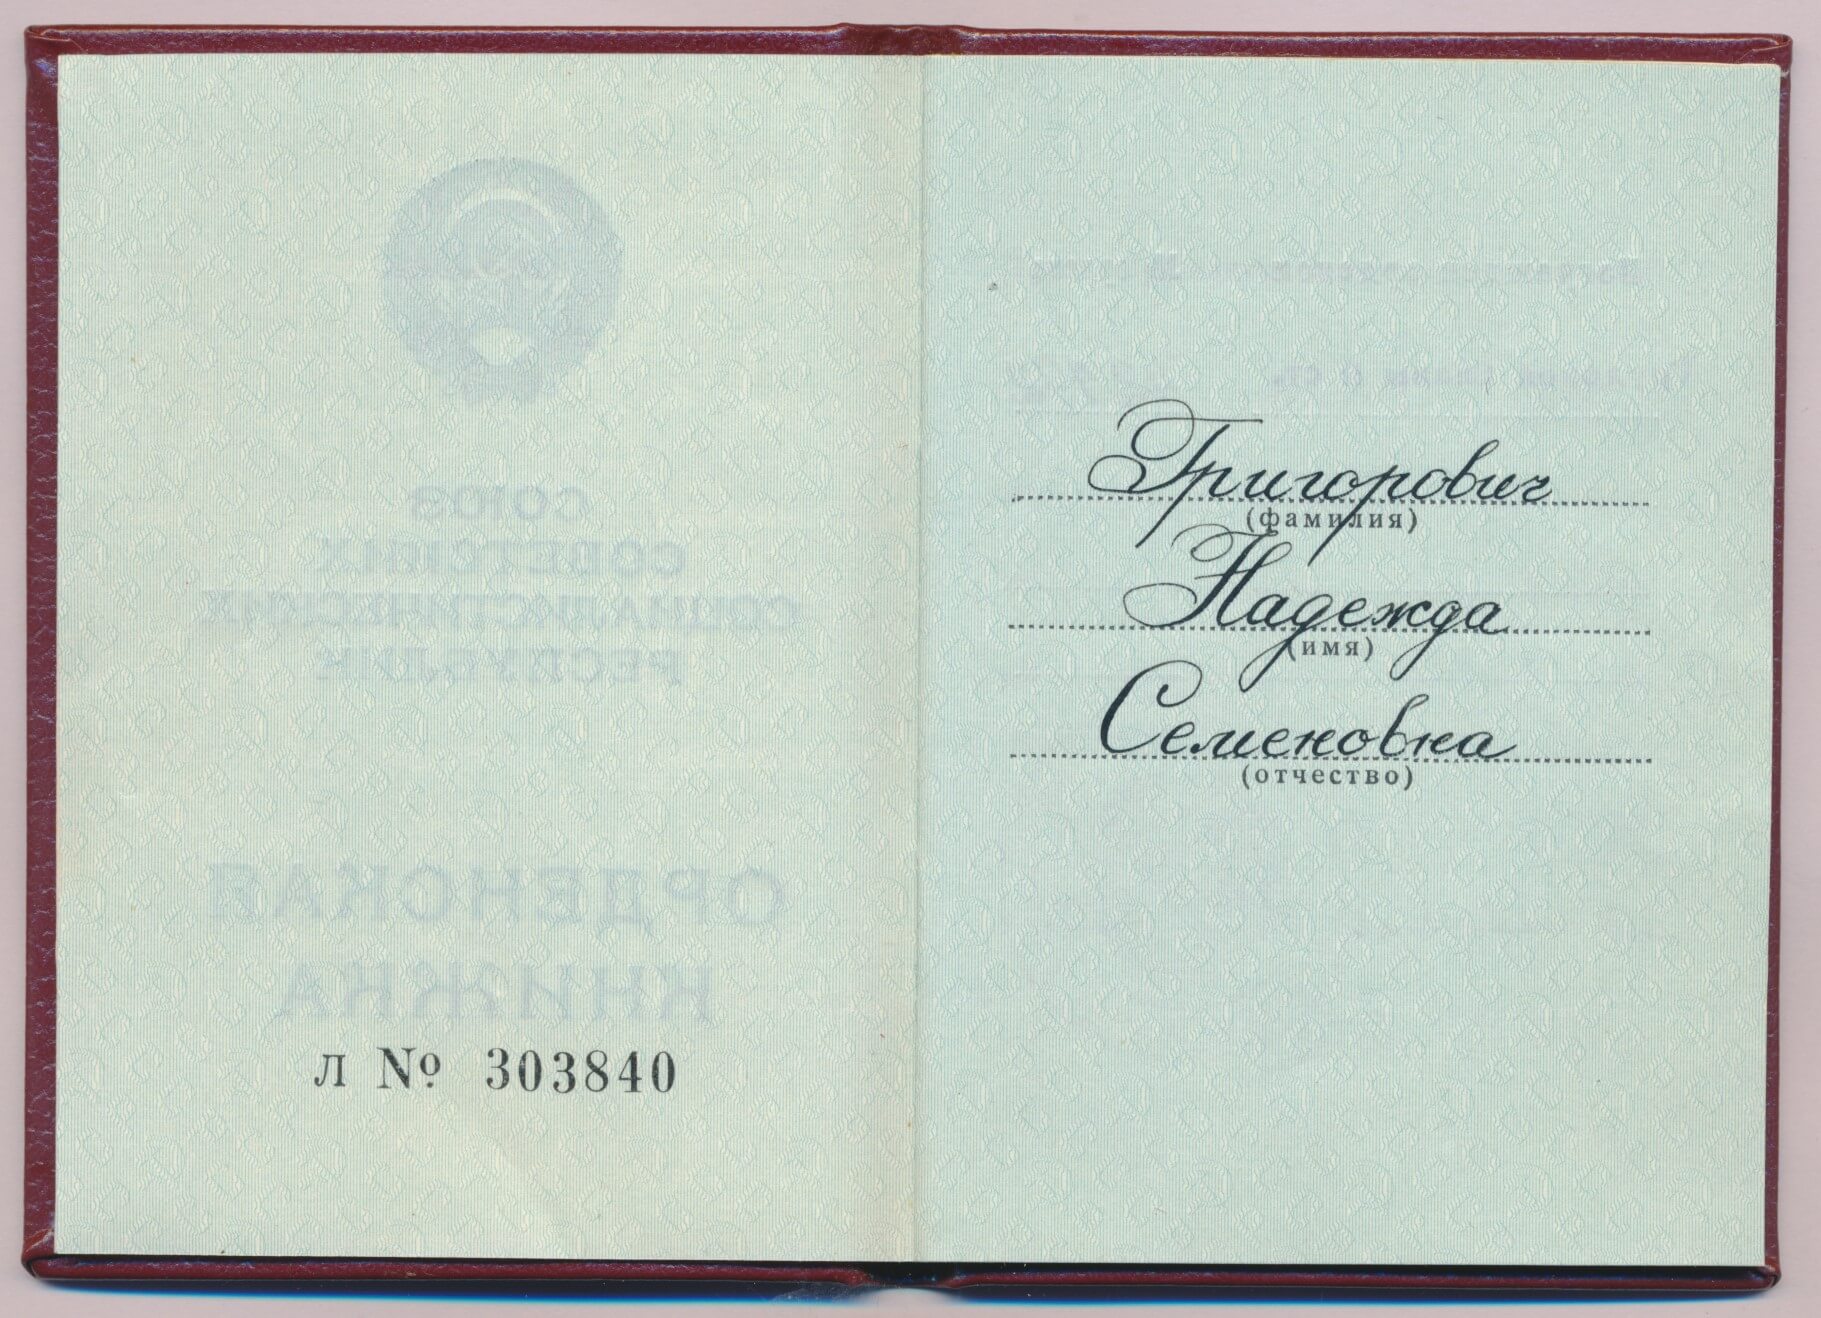 СОЮЗ
СОВЕТСКИХ
СОЦИАЛИСТИЧЕСКИХ
РЕСПУБЛИК
ОРДЕНСКАЯ
КНИЖКА
Л № 303840
Григорович
(фамилия)
Надежда
(имя)
Семеновна
(отчество)